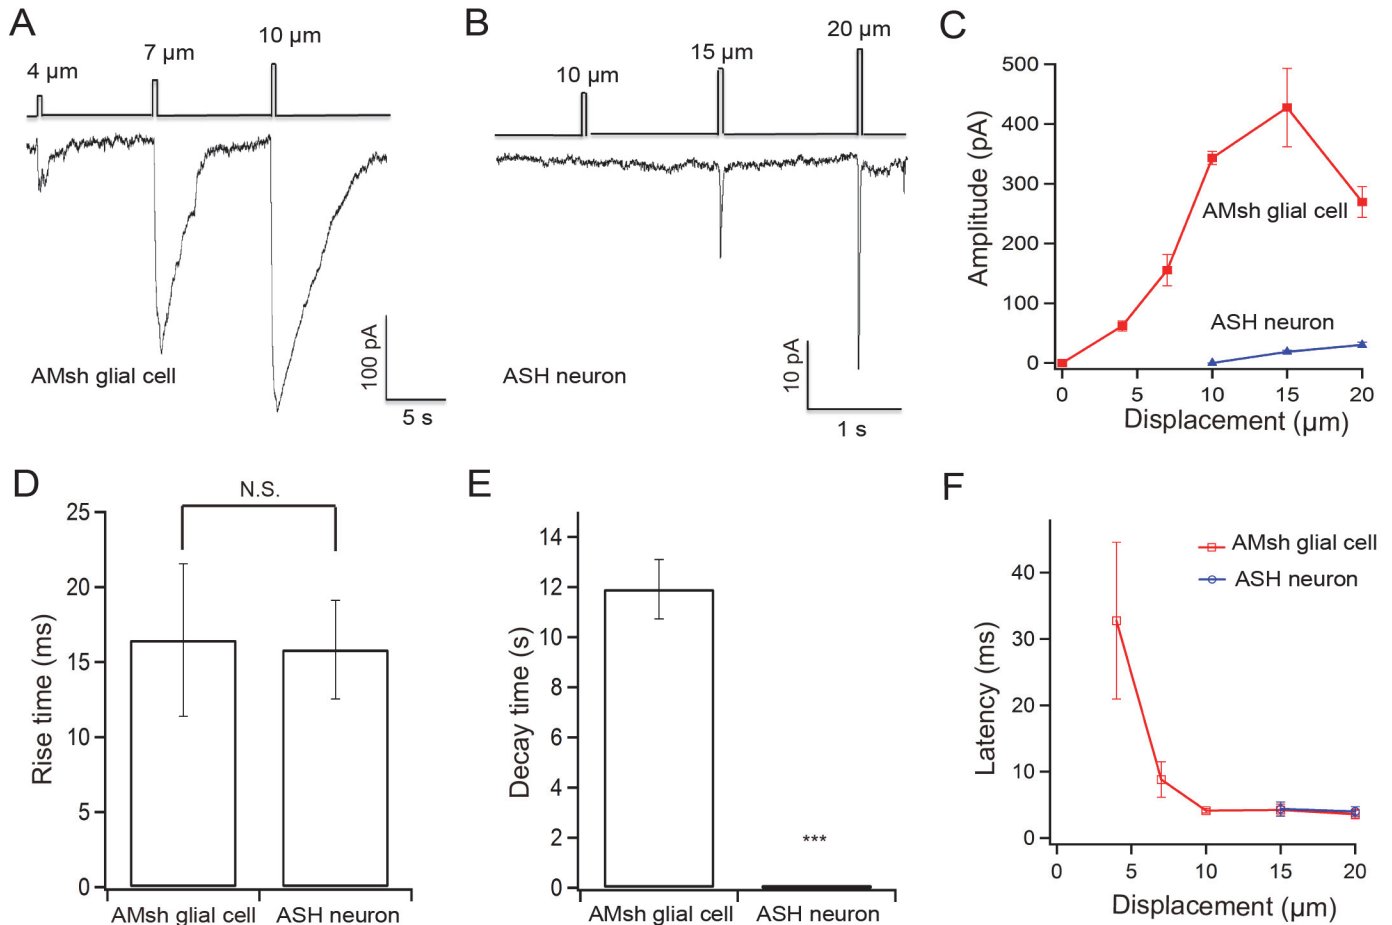 A
4 µm
7 µm
10 µm
AMsh glial cell
100 pA
5 s
B
10 µm
15 µm
20 µm
ASH neuron
10 pA
1 s
C
500
400
300
200
100
0
Amplitude (pA)
AMsh glial cell
ASH neuron
0 5 10 15 20
Displacement (µm)
D
N.S.
25
20
15
10
5
0
Rise time (ms)
AMsh glial cell ASH neuron
E
14
12
10
8
6
4
2
0
Decay time (s)
***
AMsh glial cell ASH neuron
F
AMsh glial cell
ASH neuron
40
30
20
10
0
Latency (ms)
0 5 10 15 20
Displacement (µm)